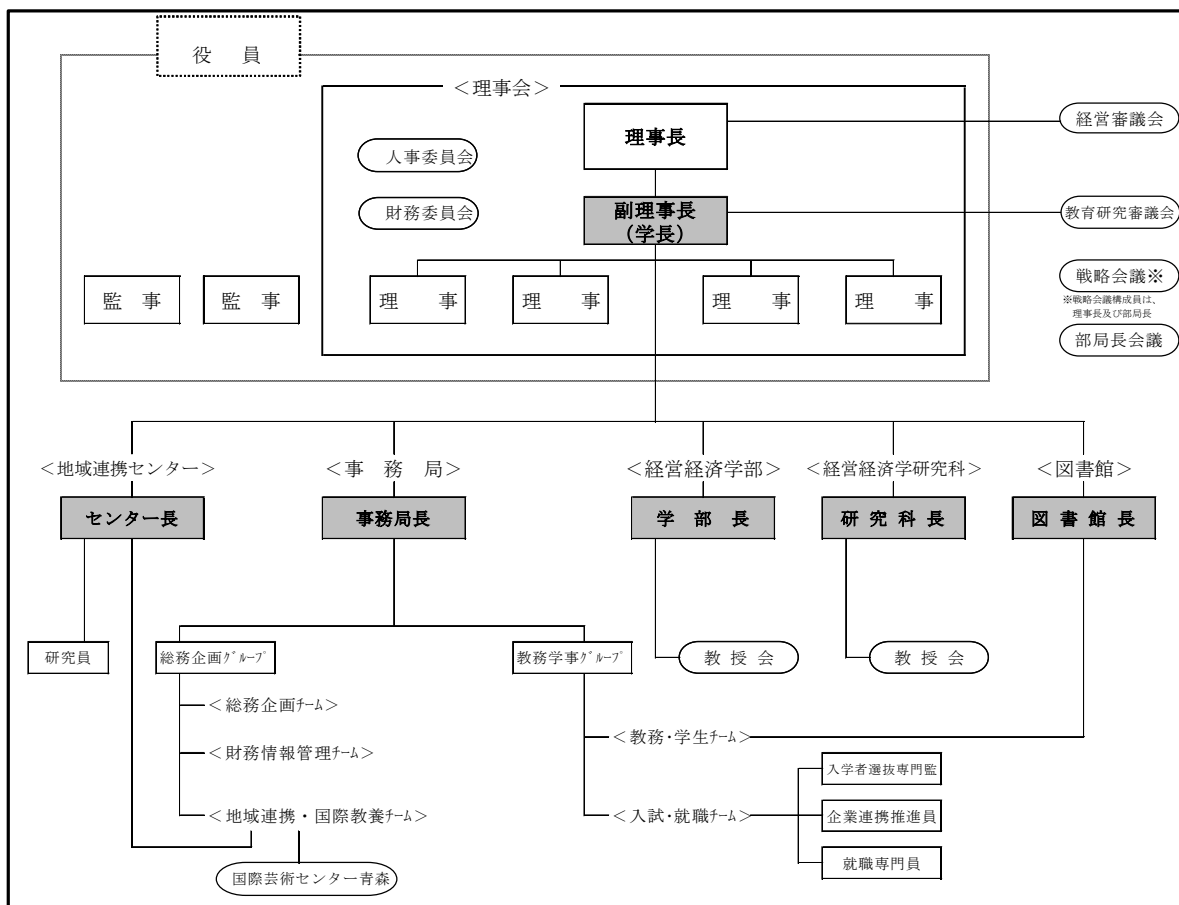 役　員
＜理事会＞
理事長
経営審議会
人事委員会
財務委員会
副理事長
(学長)
教育研究審議会
監　事
監　事
理　　事
理　　事
理　　事
理　　事
戦略会議※
※戦略会議構成員は、
理事長及び部局長
部局長会議
＜地域連携センター＞
＜事　務　局＞
＜経営経済学部＞
＜経営経済学研究科＞
＜図書館＞
センター長
事務局長
学　部　長
研 究 科 長
図 書 館 長
研究員
総務企画ｸﾞﾙｰﾌﾟ
教務学事ｸﾞﾙｰﾌﾟ
教 授 会
教 授 会
＜総務企画ﾁｰﾑ＞
＜財務情報管理ﾁｰﾑ＞
＜地域連携・国際教養ﾁｰﾑ＞
国際芸術センター青森
＜教務・学生ﾁｰﾑ＞
＜入試・就職ﾁｰﾑ＞
入学者選抜専門監
企業連携推進員
就職専門員